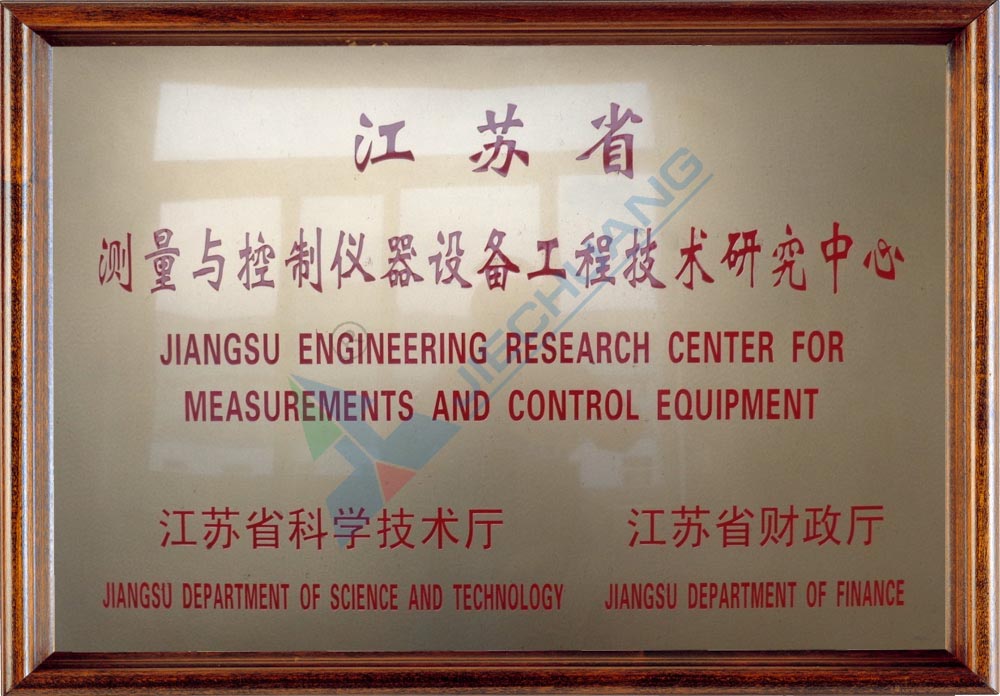 江苏省
测量与控制仪器设备工程技术研究中心
JIANGSU ENGINEERING RESEARCH CENTER FOR
MEASUREMENTS AND CONTROL EQUIPMENT
JIECHUANG
®
江苏省科学技术厅 江苏省财政厅
JIANGSU DEPARTMENT OF SCIENCE AND TECHNOLOGY JIANGSU DEPARTMENT OF FINANCE